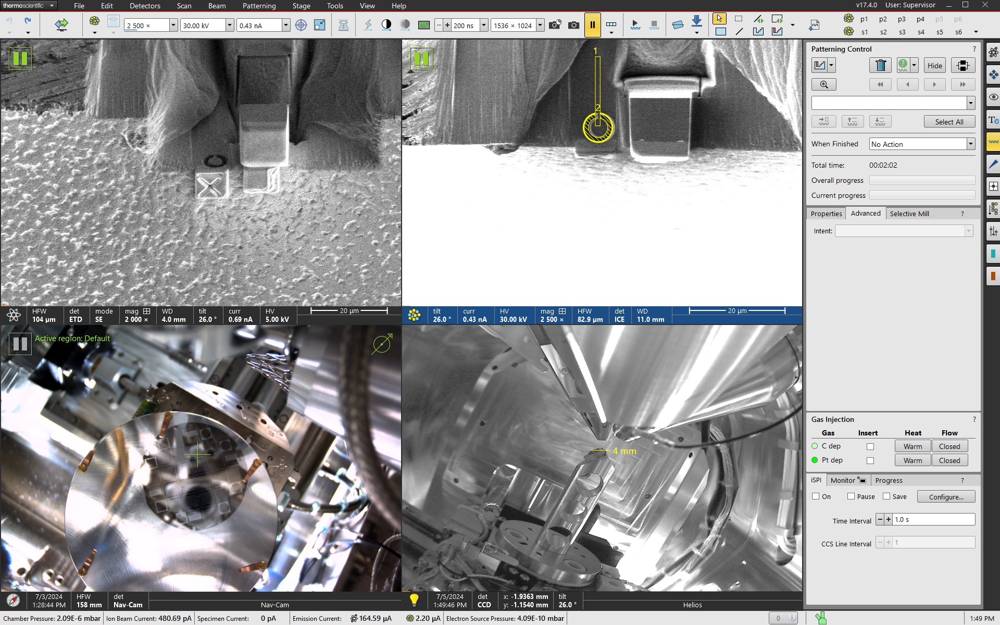 thermoscientific
File Edit Detectors Scan Beam Patterning Stage Tools View Help
v17.4.0 User: Supervisor
2 500 × 30.00 kV 0.43 nA 200 ns 1536 × 1024
p1 p2 p3 p4 p5 p6
s1 s2 s3 s4 s5 s6
1
2
HFW det mode mag WD tilt curr HV
104 µm ETD SE 2 000 × 4.0 mm 26.0 ° 0.69 nA 5.00 kV
20 µm
tilt curr HV mag HFW det WD
26.0 ° 0.43 nA 30.00 kV 2 500 × 82.9 µm ICE 11.0 mm
20 µm
Active region: Default
4 mm
7/3/2024 HFW det
1:28:44 PM 158 mm Nav-Cam
Nav-Cam
7/5/2024 det x: -1.9363 mm tilt
1:49:46 PM CCD y: -1.1540 mm 26.0 °
Helios
Patterning Control ?
?
Hide
Select All
When Finished No Action
Total time: 00:02:02
Overall progress
Current progress
Properties Advanced Selective Mill ?
Intent:
Gas Injection ?
Gas Insert Heat Flow
C dep Warm Closed
Pt dep Warm Closed
iSPI Monitor Progress ?
On Pause Save Configure...
Time Interval 1.0 s
CCS Line Interval 1
Chamber Pressure: 2.09E-6 mbar Ion Beam Current: 480.69 pA Specimen Current: 0 pA Emission Current: 164.59 µA 2.20 µA Electron Source Pressure: 4.09E-10 mbar
0 i
1:49 PM